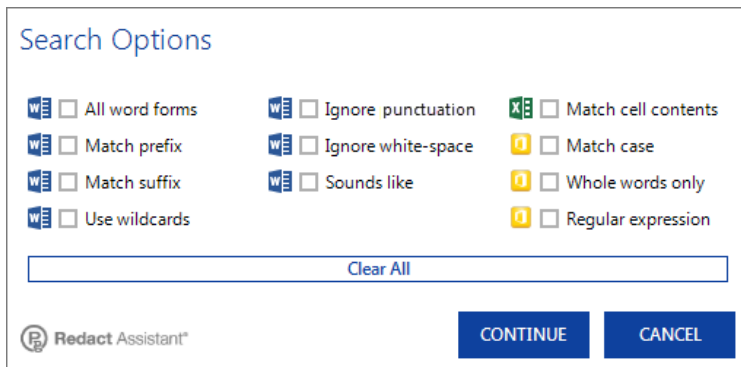 Search Options
All word forms Ignore punctuation Match cell contents
Match prefix Ignore white-space Match case
Match suffix Sounds like Whole words only
Use wildcards Regular expression
Clear All
Redact Assistant® CONTINUE CANCEL